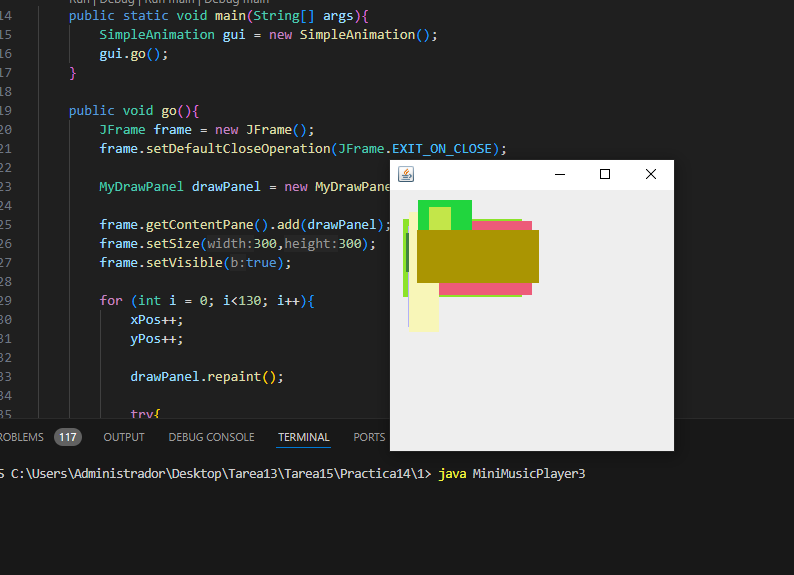 Run | Debug | Run main | Debug main
14 public static void main(String[] args){
15 SimpleAnimation gui = new SimpleAnimation();
16 gui.go();
17 }
18
19 public void go(){
20 JFrame frame = new JFrame();
21 frame.setDefaultCloseOperation(JFrame.EXIT_ON_CLOSE);
22
23 MyDrawPanel drawPanel = new MyDrawPane
24
25 frame.getContentPane().add(drawPanel);
26 frame.setSize(width:300,height:300);
27 frame.setVisible(b:true);
28
29 for (int i = 0; i<130; i++){
30 xPos++;
31 yPos++;
32
33 drawPanel.repaint();
34
35 try{
ROBLEMS 117 OUTPUT DEBUG CONSOLE TERMINAL PORTS
S C:\Users\Administrador\Desktop\Tarea13\Tarea15\Practica14\1> java MiniMusicPlayer3